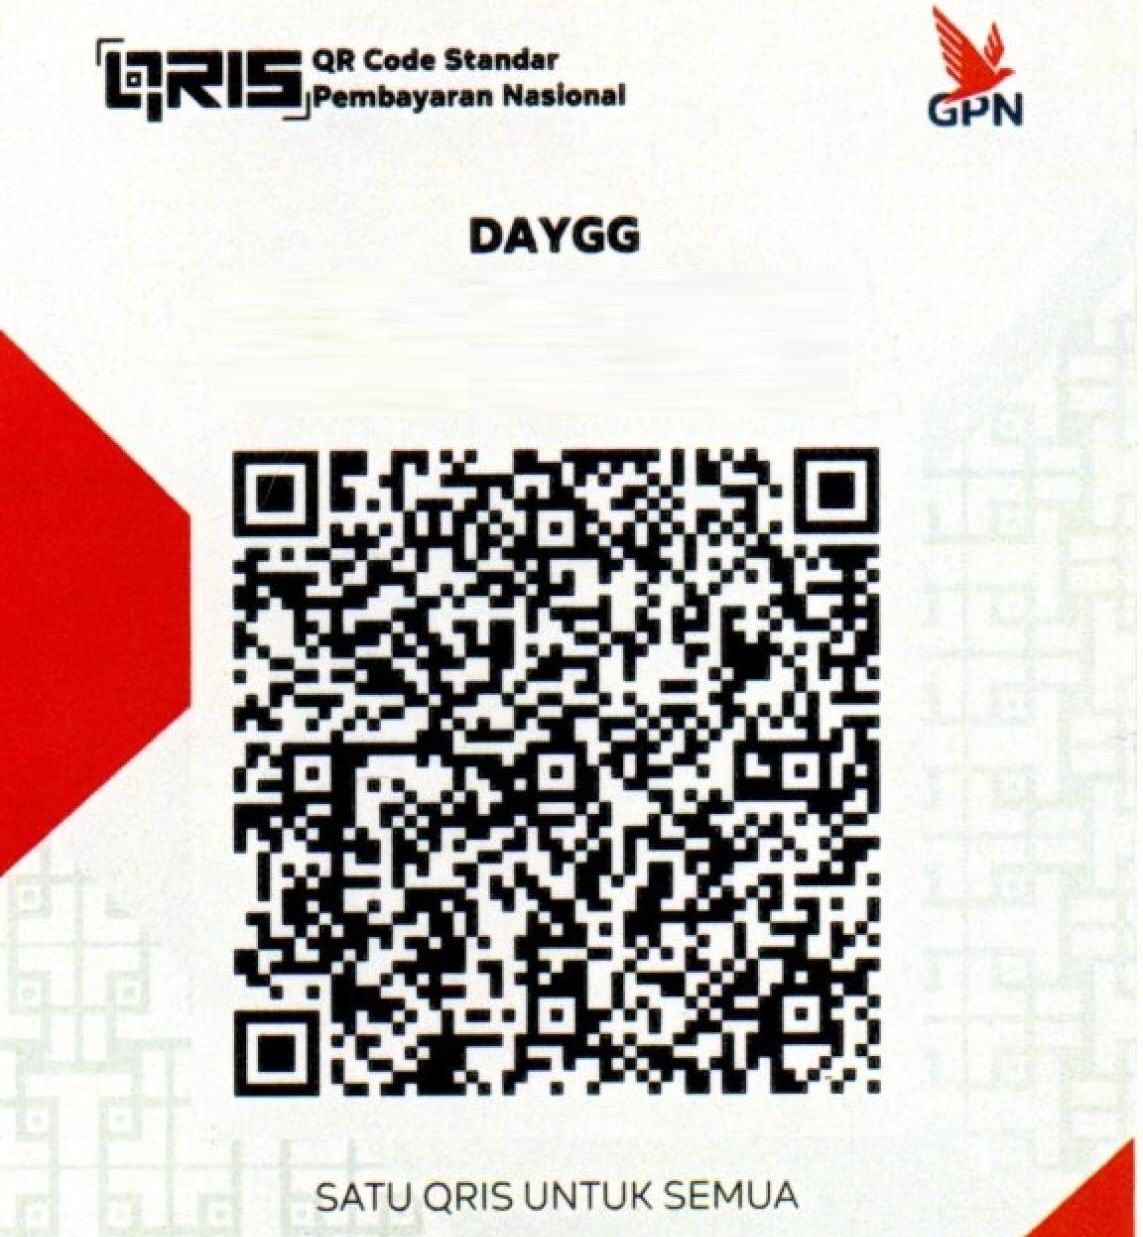 QRIS
QR Code Standar
Pembayaran Nasional
GPN
DAYGG
SATU QRIS UNTUK SEMUA